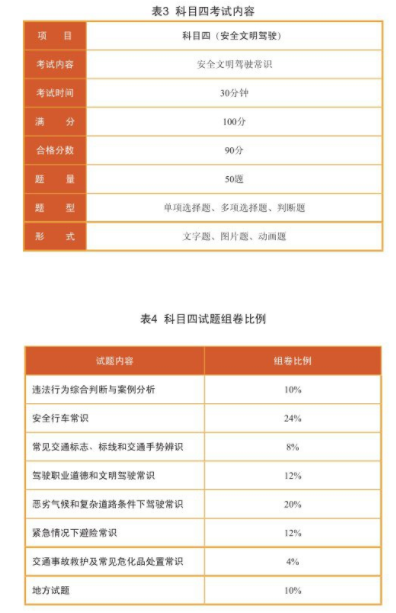 表3 科目四考试内容
项 目 科目四（安全文明驾驶）
考试内容 安全文明驾驶常识
考试时间 30分钟
满 分 100分
合格分数 90分
题 量 50题
题 型 单项选择题、多项选择题、判断题
形 式 文字题、图片题、动画题
表4 科目四试题组卷比例
试题内容 组卷比例
违法行为综合判断与案例分析 10%
安全行车常识 24%
常见交通标志、标线和交通手势辨识 8%
驾驶职业道德和文明驾驶常识 12%
恶劣气候和复杂道路条件下驾驶常识 20%
紧急情况下避险常识 12%
交通事故救护及常见危化品处置常识 4%
地方试题 10%